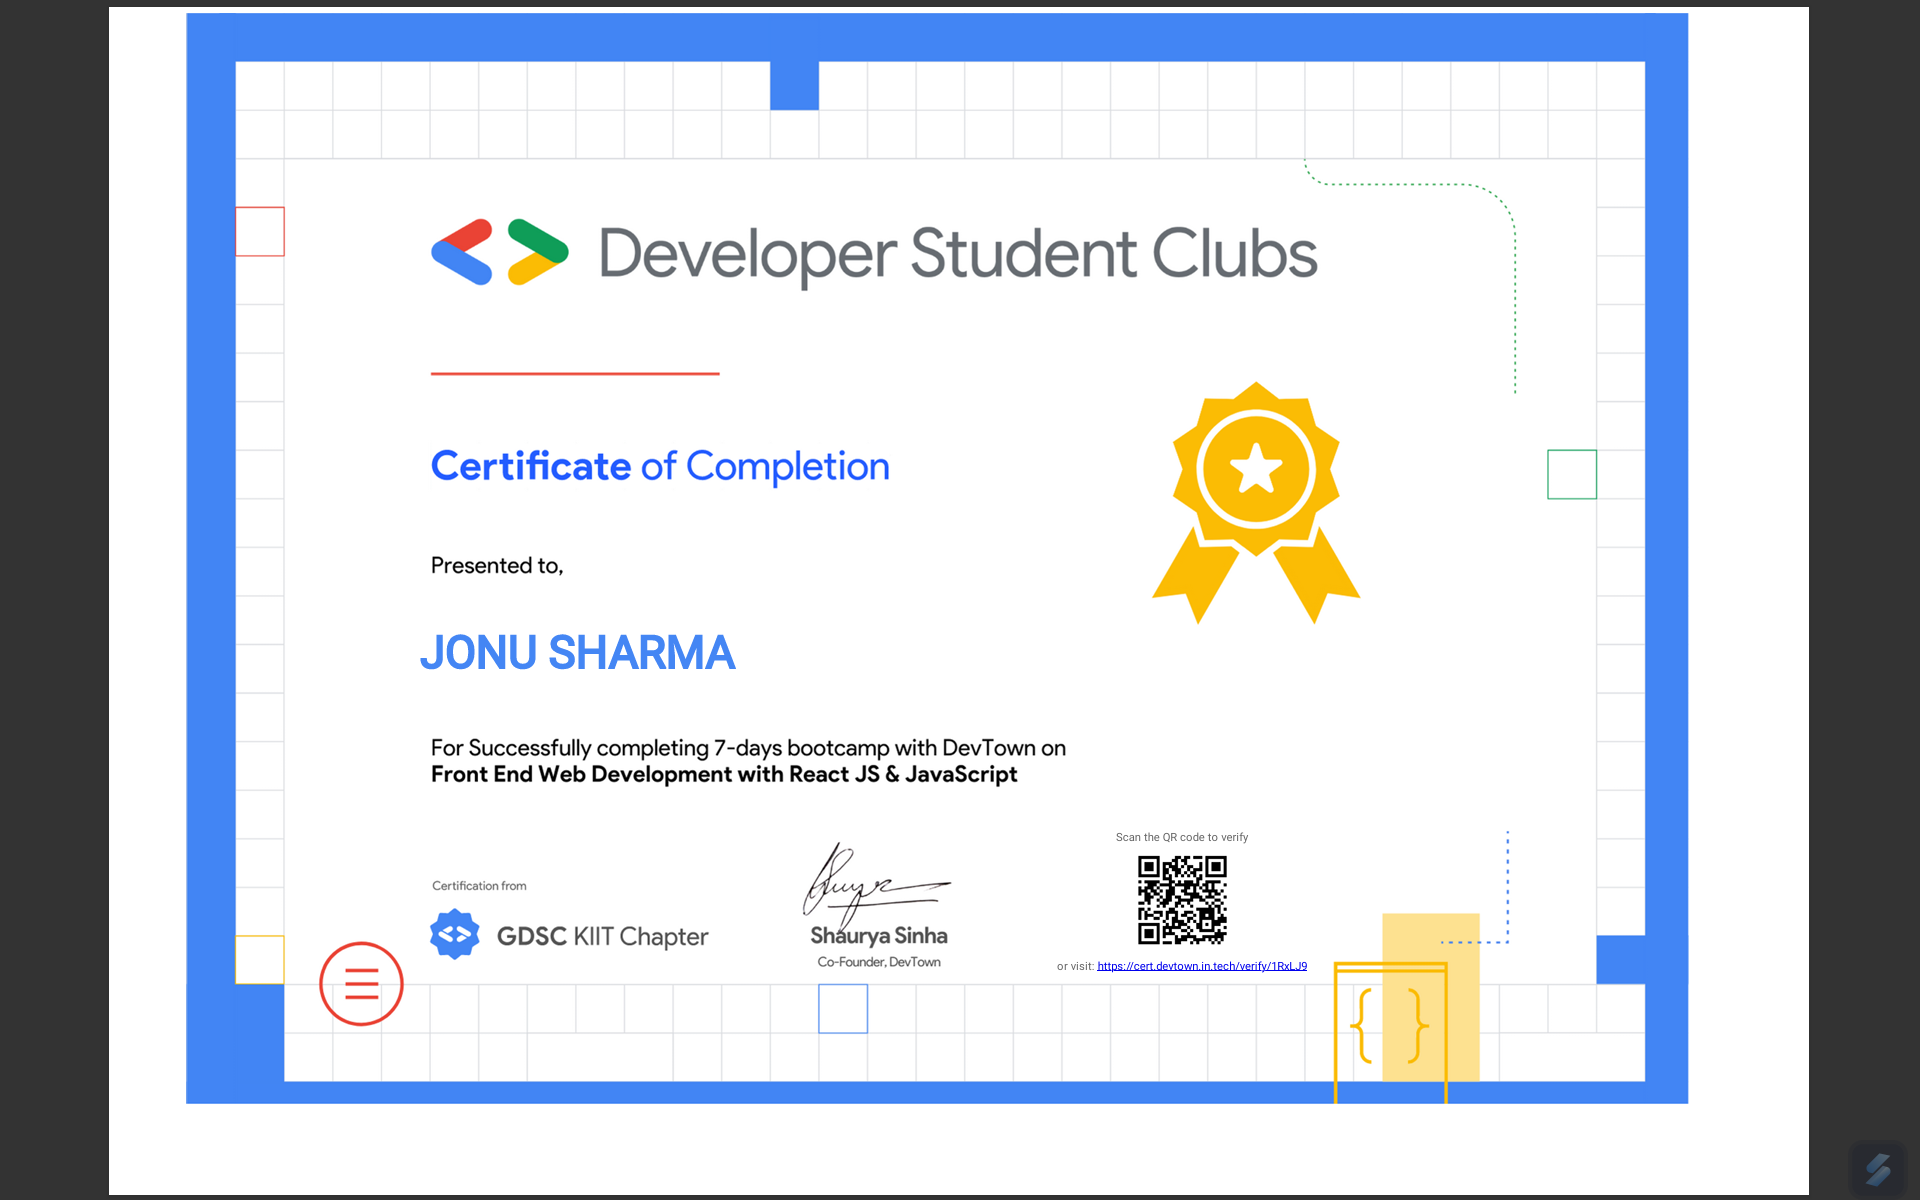 Developer Student Clubs
Certificate of Completion
Presented to,
JONU SHARMA
For Successfully completing 7-days bootcamp with DevTown on
Front End Web Development with React JS & JavaScript
Certification from
GDSC KIIT Chapter
Shaurya Sinha
Co-Founder, DevTown
Scan the QR code to verify
or visit: https://cert.devtown.in.tech/verify/1RxLJ9
{ }